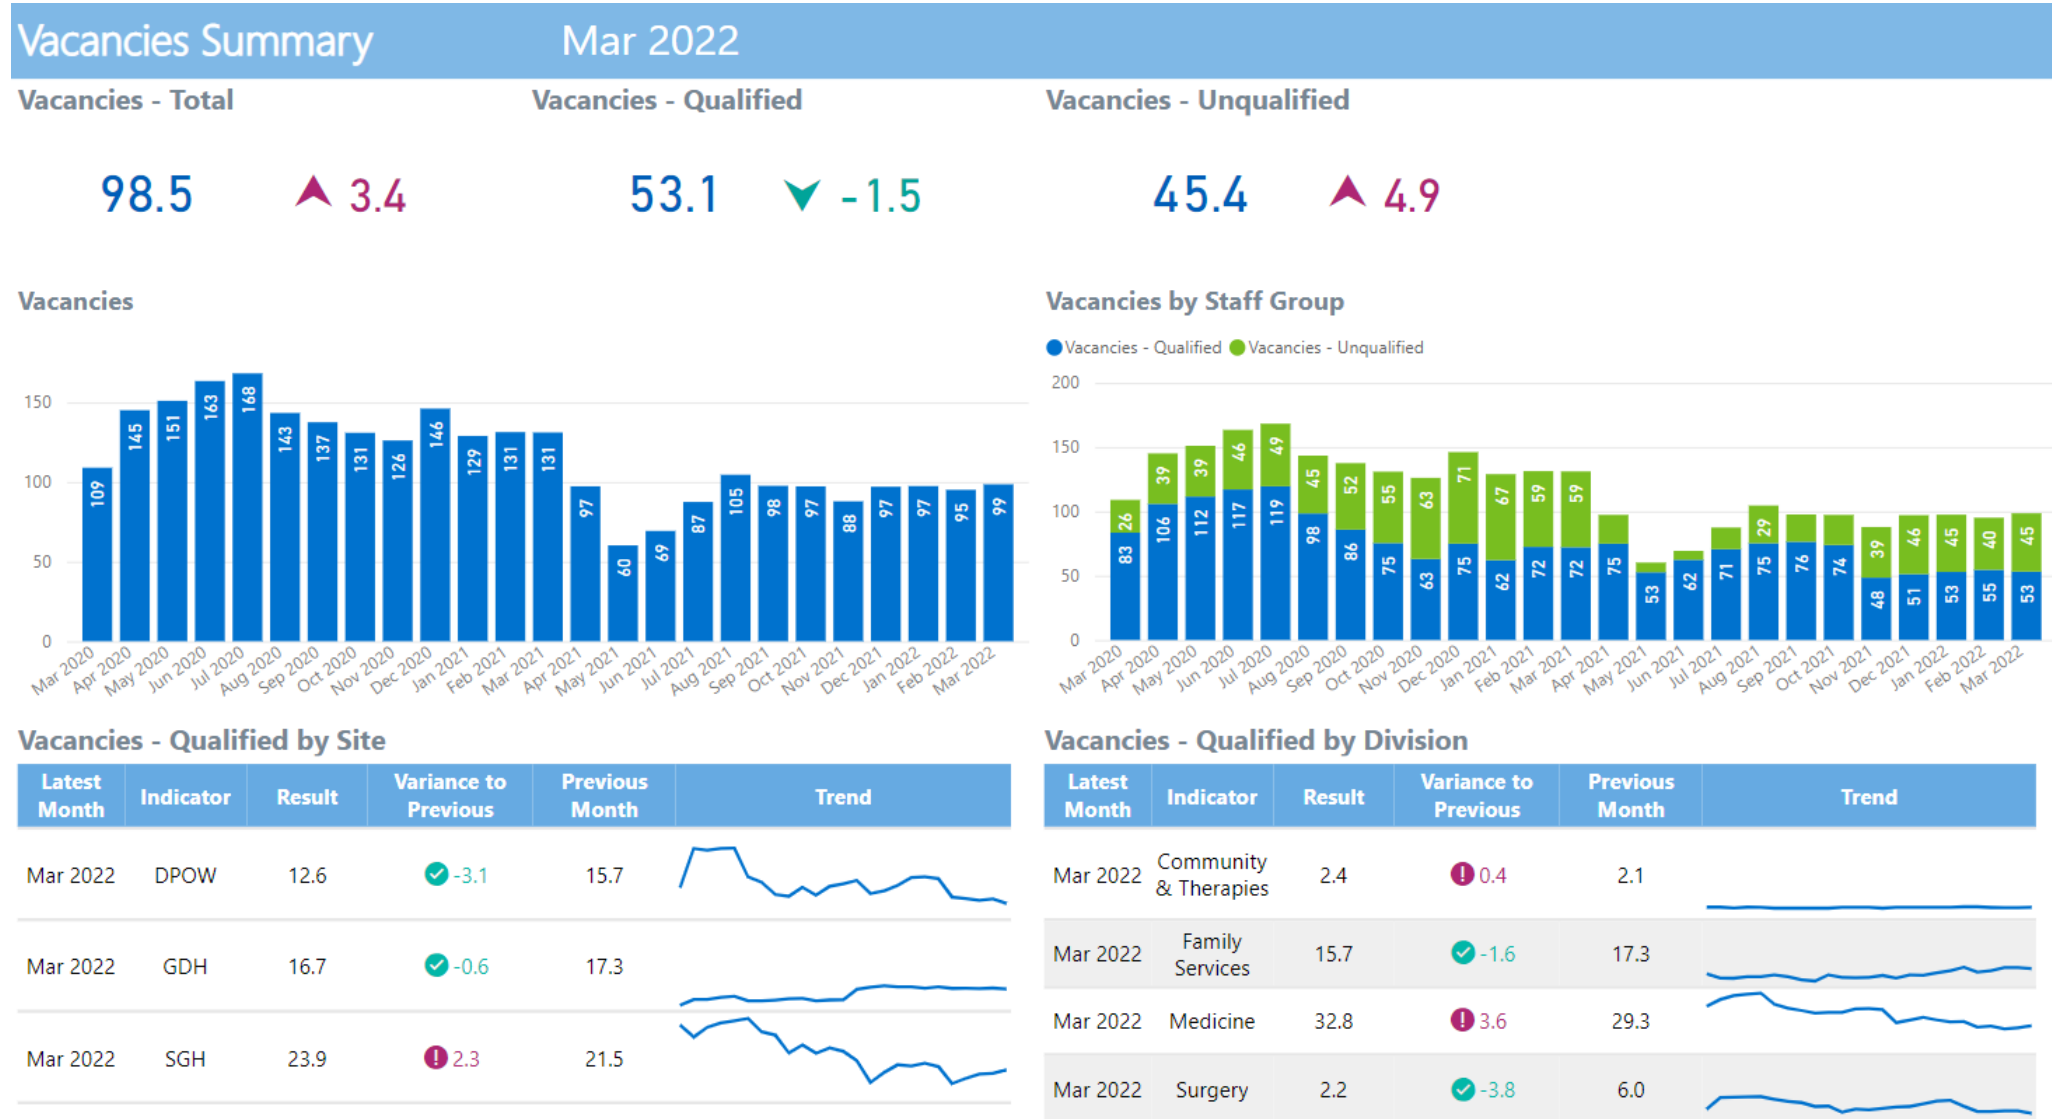 Vacancies Summary Mar 2022
Vacancies - Total
98.5 3.4
Vacancies - Qualified
53.1 -1.5
Vacancies - Unqualified
45.4 4.9
Vacancies
150
100
50
0
109 145 151 163 168 143 137 131 126 146 129 131 131 97 60 69 87 105 98 97 88 97 97 95 99
Mar 2020 Apr 2020 May 2020 Jun 2020 Jul 2020 Aug 2020 Sep 2020 Oct 2020 Nov 2020 Dec 2020 Jan 2021 Feb 2021 Mar 2021 Apr 2021 May 2021 Jun 2021 Jul 2021 Aug 2021 Sep 2021 Oct 2021 Nov 2021 Dec 2021 Jan 2022 Feb 2022 Mar 2022
Vacancies by Staff Group
Vacancies - Qualified Vacancies - Unqualified
200
150
100
50
0
26 39 39 46 49 45 52 55 63 71 67 59 59 29 39 46 45 40 45
83 106 112 117 119 98 86 75 63 75 62 72 72 75 53 62 71 75 76 74 48 51 53 55 53
Mar 2020 Apr 2020 May 2020 Jun 2020 Jul 2020 Aug 2020 Sep 2020 Oct 2020 Nov 2020 Dec 2020 Jan 2021 Feb 2021 Mar 2021 Apr 2021 May 2021 Jun 2021 Jul 2021 Aug 2021 Sep 2021 Oct 2021 Nov 2021 Dec 2021 Jan 2022 Feb 2022 Mar 2022
Vacancies - Qualified by Site
Latest Month Indicator Result Variance to Previous Previous Month Trend
Mar 2022 DPOW 12.6 -3.1 15.7
Mar 2022 GDH 16.7 -0.6 17.3
Mar 2022 SGH 23.9 ! 2.3 21.5
Vacancies - Qualified by Division
Latest Month Indicator Result Variance to Previous Previous Month Trend
Mar 2022 Community & Therapies 2.4 ! 0.4 2.1
Mar 2022 Family Services 15.7 -1.6 17.3
Mar 2022 Medicine 32.8 ! 3.6 29.3
Mar 2022 Surgery 2.2 -3.8 6.0